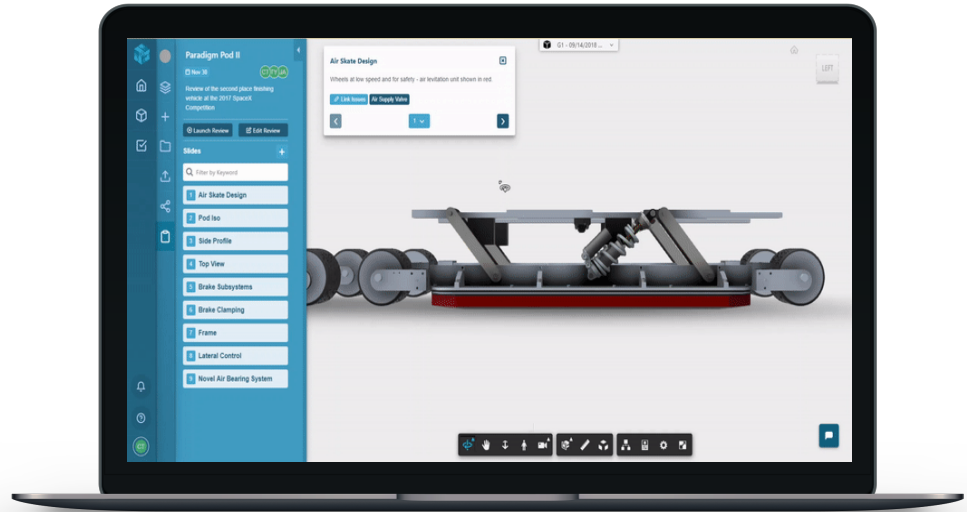 Paradigm Pod II
Nov 30
CT TY JA
Review of the second place finishing
vehicle at the 2017 SpaceX
Competition
Launch Review
Edit Review
Slides
+
Filter by Keyword
1 Air Skate Design
2 Pod Iso
3 Side Profile
4 Top View
5 Brake Subsystems
6 Brake Clamping
7 Frame
8 Lateral Control
9 Novel Air Bearing System
CT
Air Skate Design
Wheels at low speed and for safety - air levitation unit shown in red.
Link Issues
Air Supply Valve
1
G1 - 09/14/2018 ...
LEFT